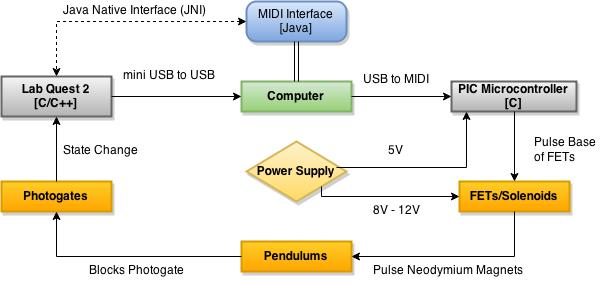 Java Native Interface (JNI)
MIDI Interface
[Java]
mini USB to USB
USB to MIDI
Lab Quest 2
[C/C++]
Computer
PIC Microcontroller
[C]
State Change
5V
Pulse Base
of FETs
Power Supply
Photogates
8V - 12V
FETs/Solenoids
Pendulums
Blocks Photogate
Pulse Neodymium Magnets